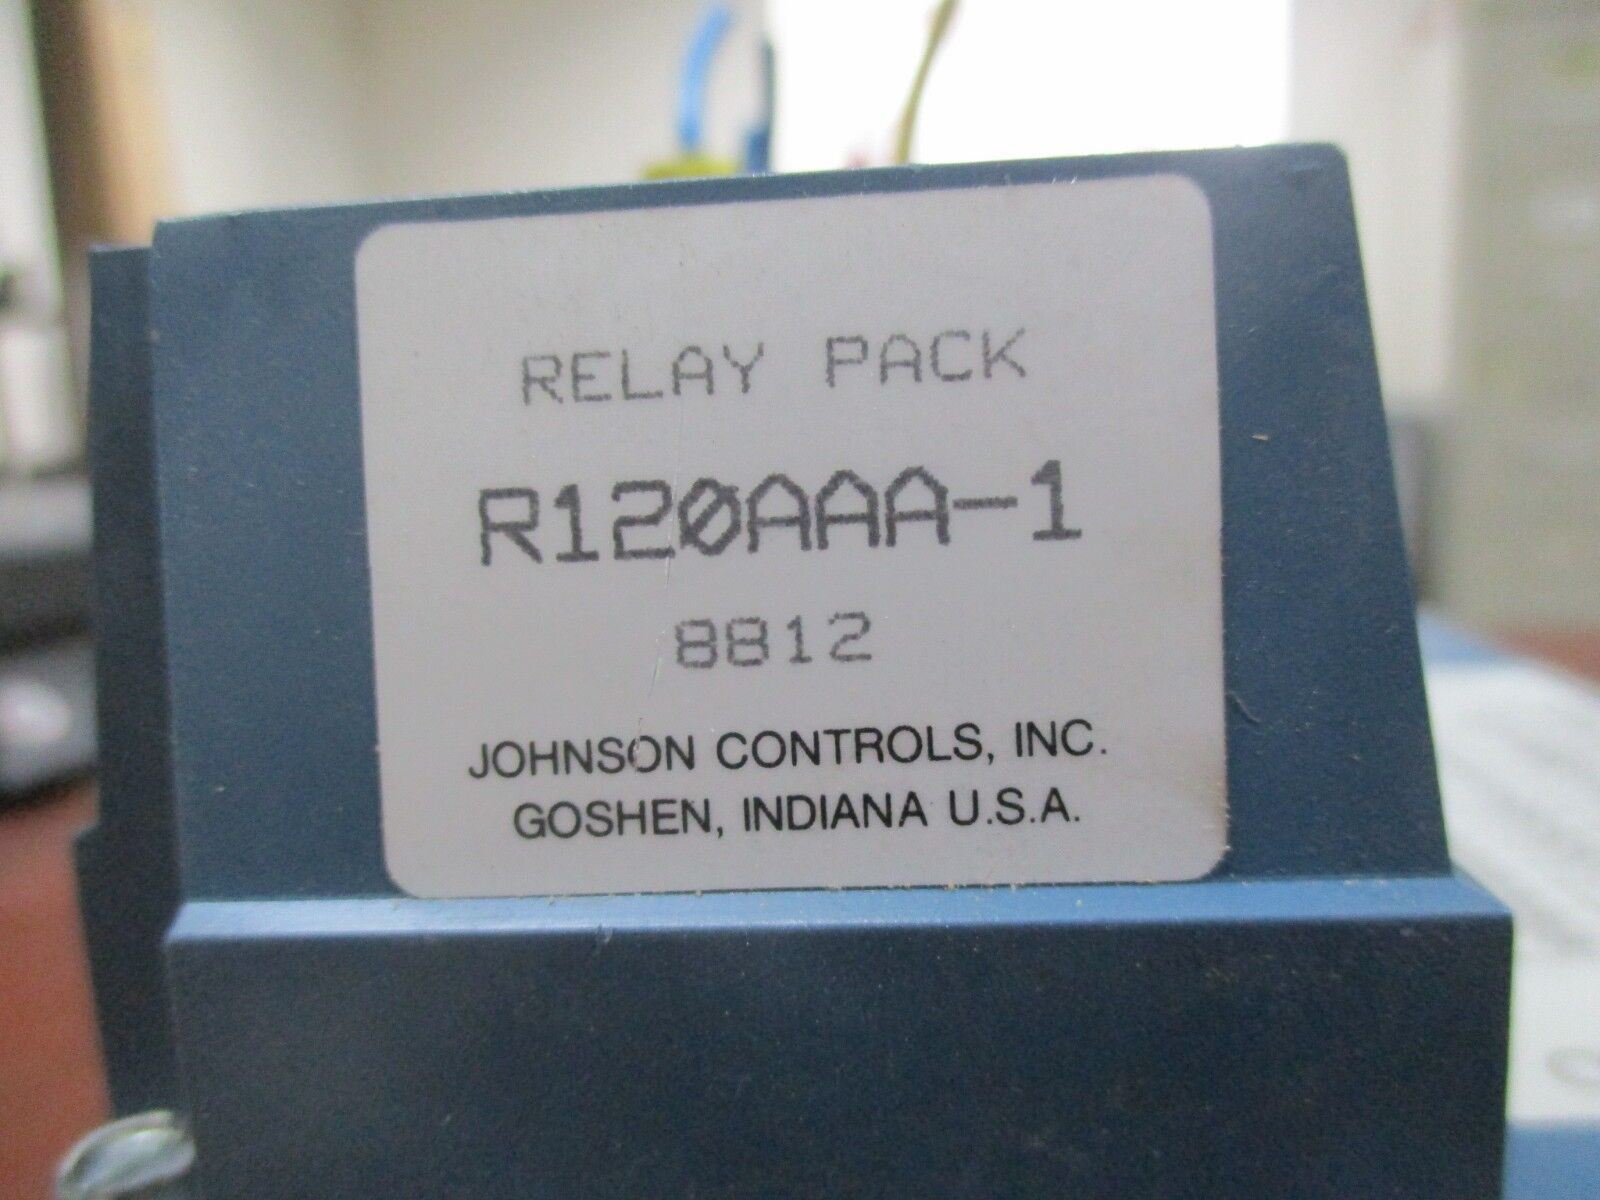 RELAY PACK
R120AAA-1
8812
JOHNSON CONTROLS, INC.
GOSHEN, INDIANA U.S.A.